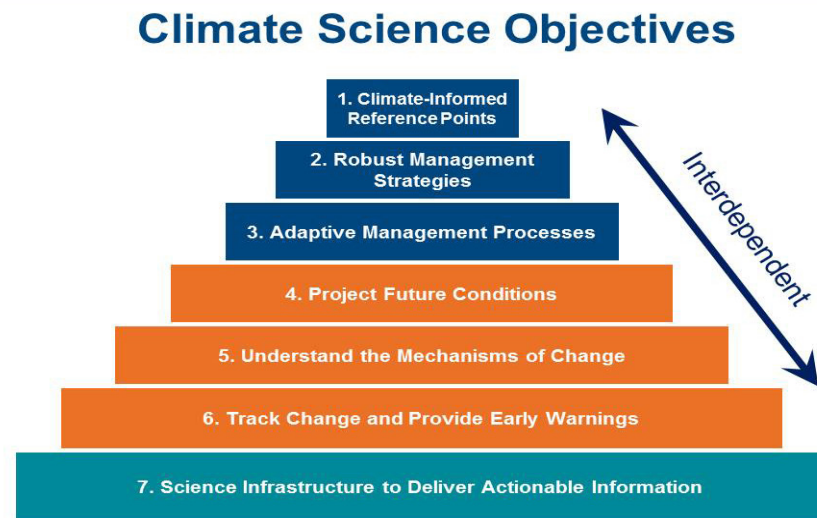 Climate Science Objectives
1. Climate-Informed
Reference Points
2. Robust Management
Strategies
3. Adaptive Management Processes
4. Project Future Conditions
5. Understand the Mechanisms of Change
6. Track Change and Provide Early Warnings
7. Science Infrastructure to Deliver Actionable Information
Interdependent